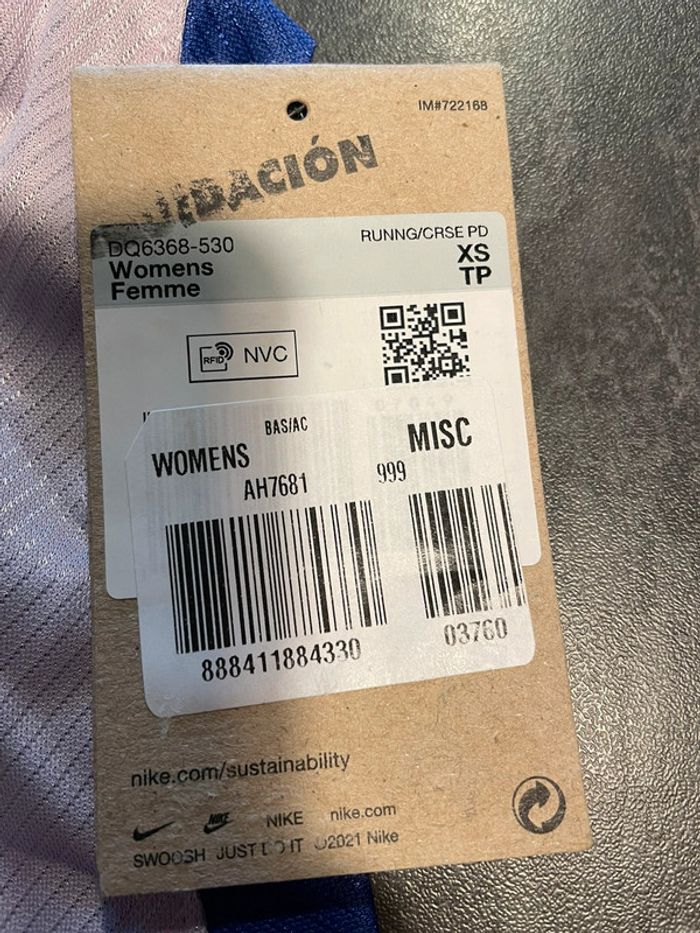 IM#722168
DQ6368-530
RUNNG/CRSE PD
Womens
XS
Femme
TP
RFID NVC
BAS/AC
WOMENS
MISC
AH7681
999
888411884330
03760
nike.com/sustainability
NIKE NIKE nike.com
SWOOSH JUST DO IT ©2021 Nike